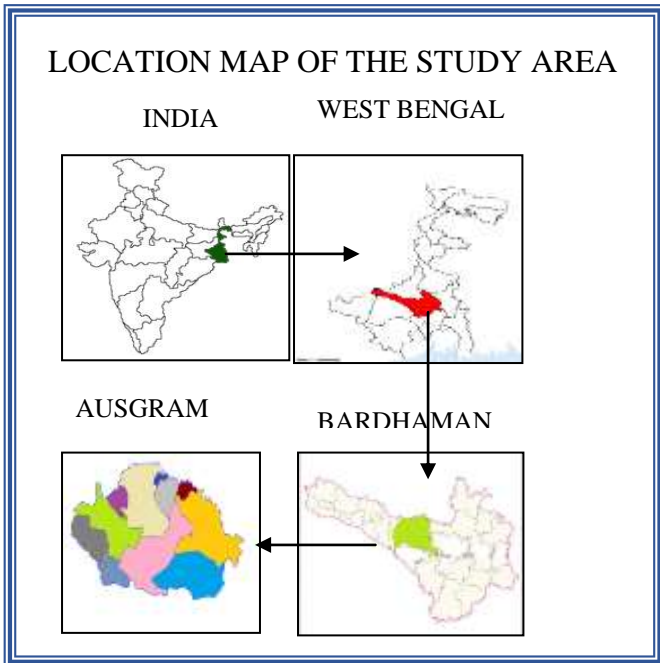 LOCATION MAP OF THE STUDY AREA
INDIA
WEST BENGAL
AUSGRAM
BARDHAMAN